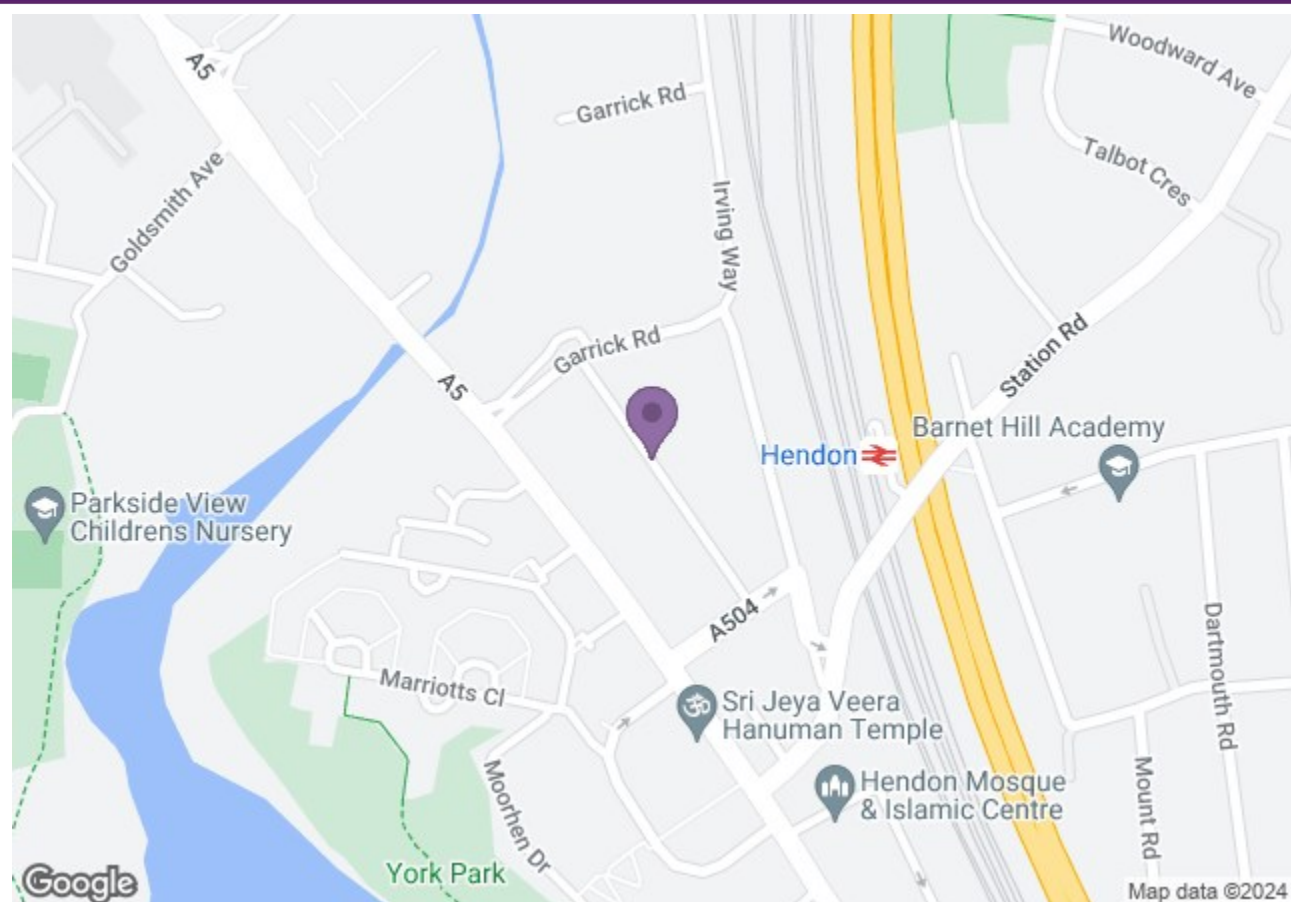 A5
Woodward Ave
Garrick Rd
Talbot Cres
Goldsmith Ave
Irving Way
Garrick Rd
Station Rd
A5
Barnet Hill Academy
Hendon
Parkside View
Childrens Nursery
A504
Dartmouth Rd
Marriotts Cl
Sri Jeya Veera
Hanuman Temple
Mount Rd
Moorhen Dr
Hendon Mosque
& Islamic Centre
York Park
Google
Map data ©2024